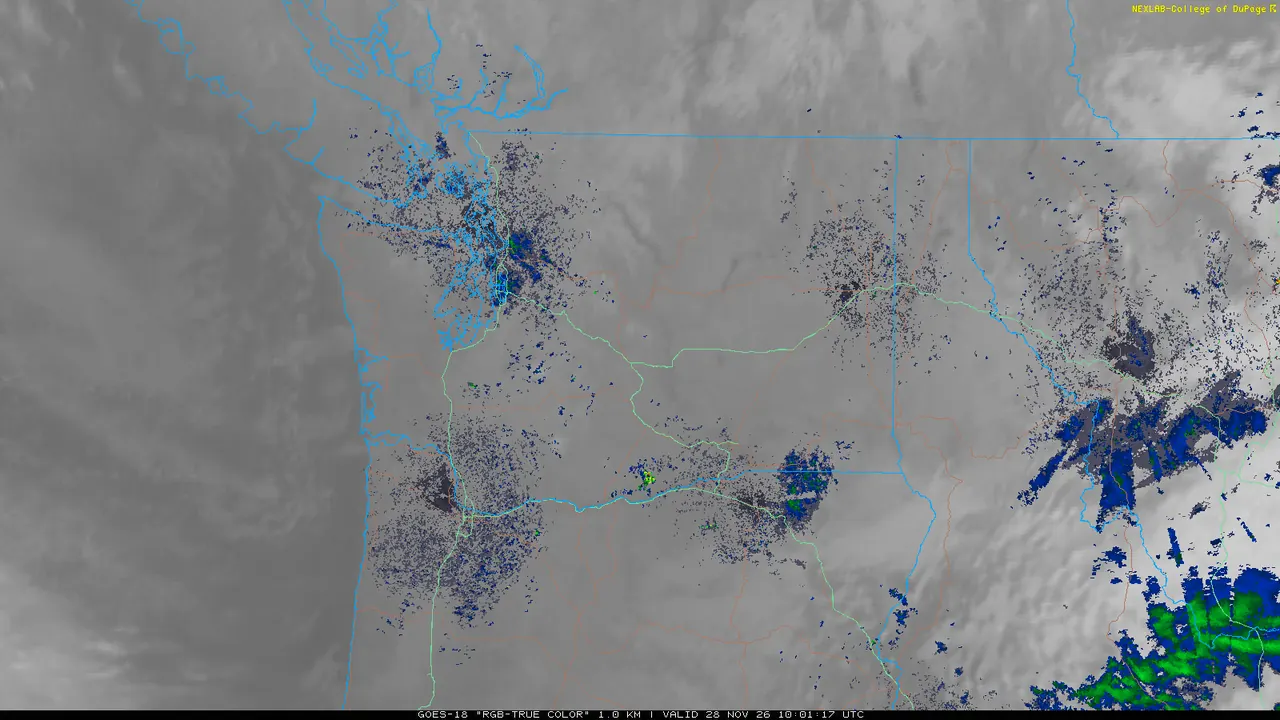 NEXLAB-College of DuPage
GOES-18 "RGB-TRUE COLOR" 1.0 KM | VALID 28 NOV 26 10:01:17 UTC